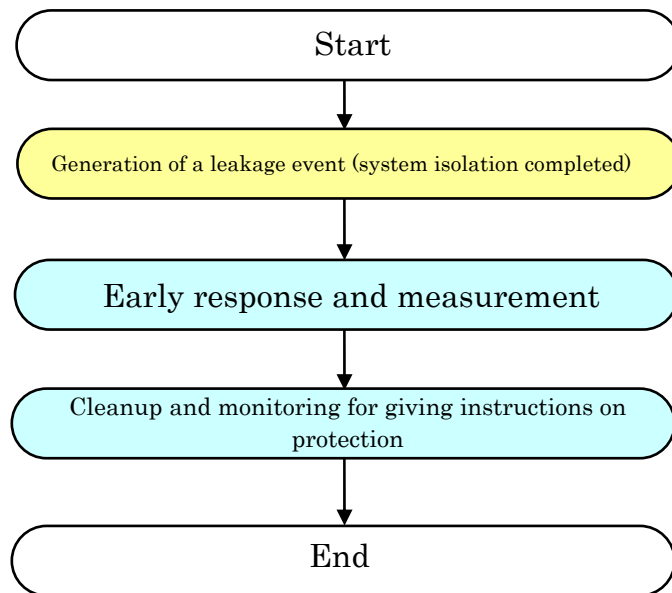 Start
Generation of a leakage event (system isolation completed)
Early response and measurement
Cleanup and monitoring for giving instructions on
protection
End